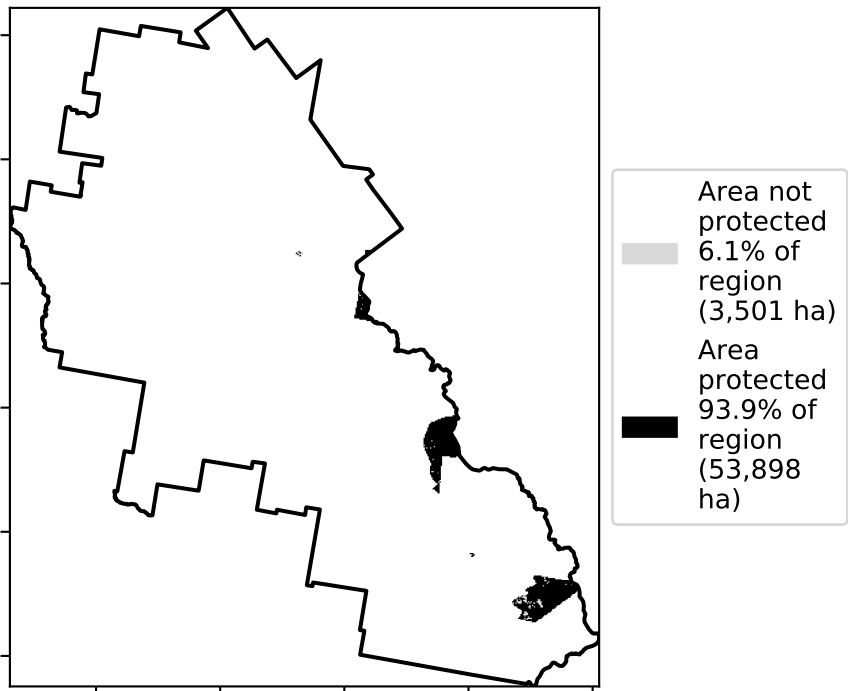 Area not
protected
6.1% of
region
(3,501 ha)
Area
protected
93.9% of
region
(53,898
ha)